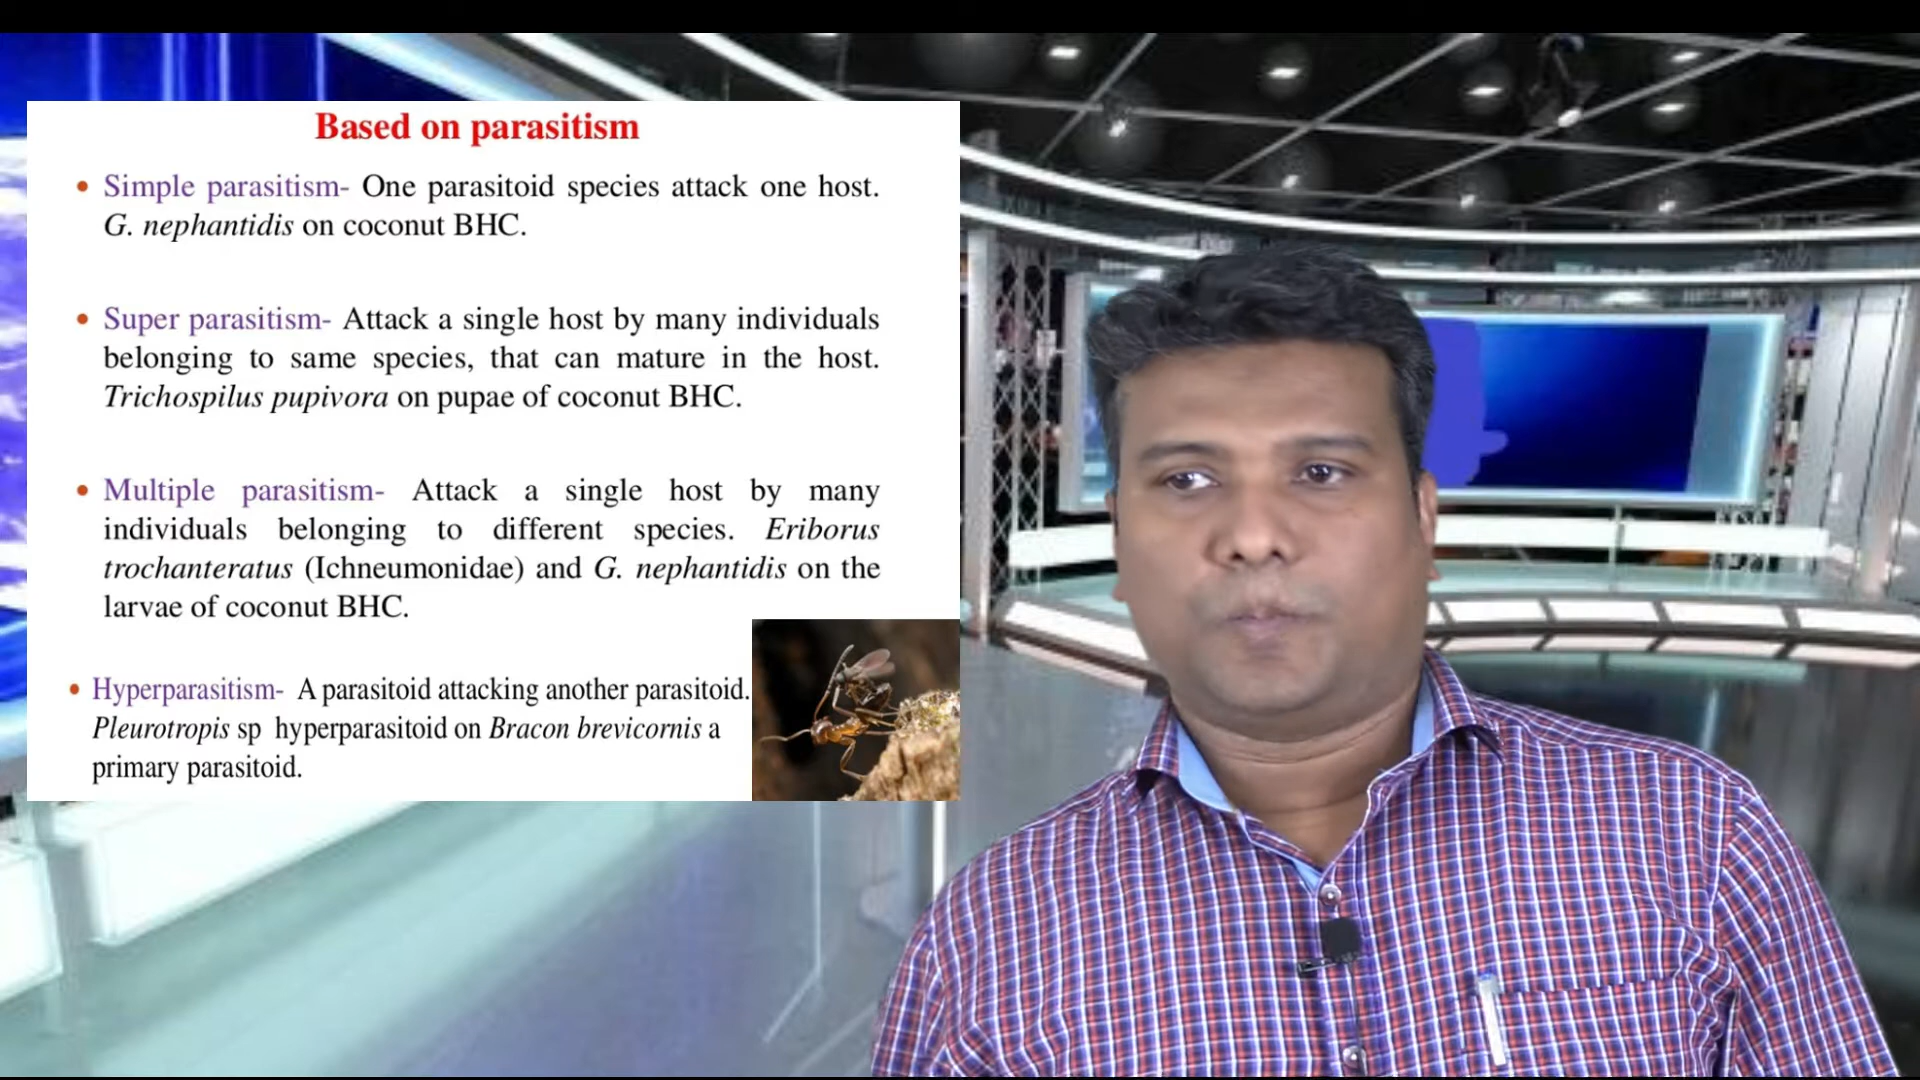 Based on parasitism
• Simple parasitism- One parasitoid species attack one host.
G. nephantidis on coconut BHC.
• Super parasitism- Attack a single host by many individuals
belonging to same species, that can mature in the host.
Trichospilus pupivora on pupae of coconut BHC.
• Multiple parasitism- Attack a single host by many
individuals belonging to different species. Eriborus
trochanteratus (Ichneumonidae) and G. nephantidis on the
larvae of coconut BHC.
• Hyperparasitism- A parasitoid attacking another parasitoid.
Pleurotropis sp hyperparasitoid on Bracon brevicornis a
primary parasitoid.